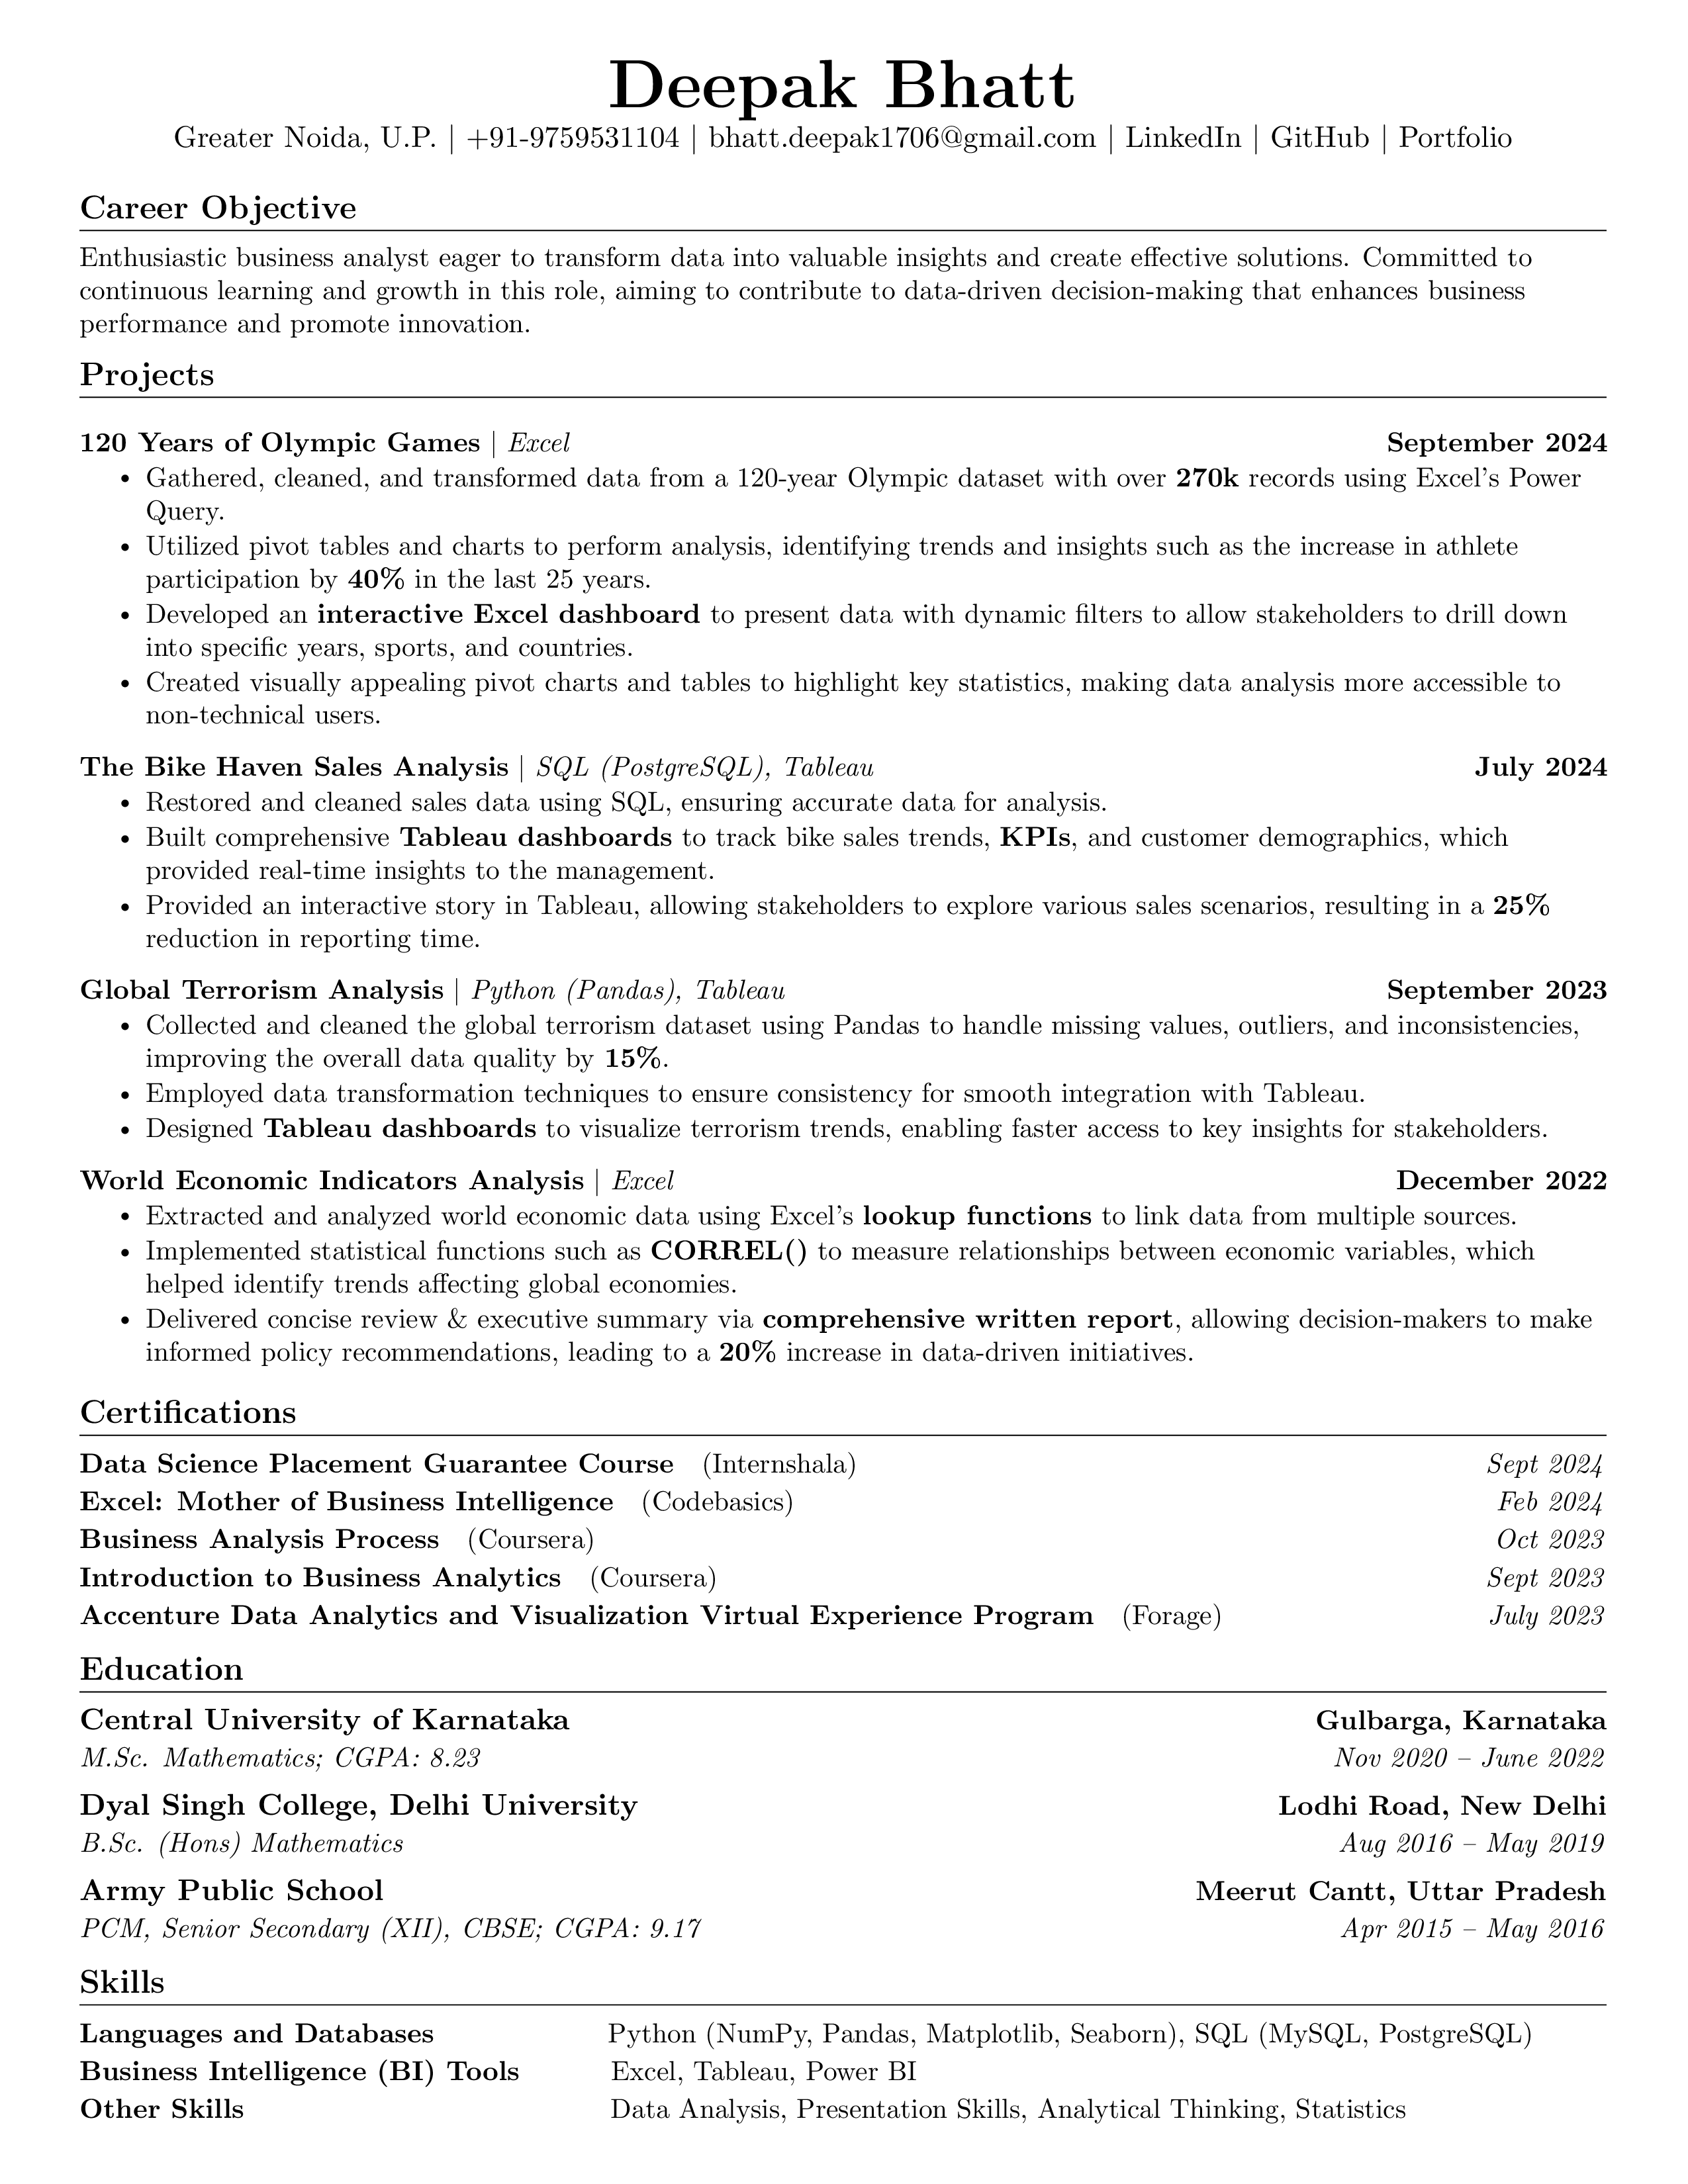 Deepak Bhatt
Greater Noida, U.P. | +91-9759531104 | bhatt.deepak1706@gmail.com | LinkedIn | GitHub | Portfolio
Career Objective
Enthusiastic business analyst eager to transform data into valuable insights and create effective solutions. Committed to
continuous learning and growth in this role, aiming to contribute to data-driven decision-making that enhances business
performance and promote innovation.
Projects
120 Years of Olympic Games | Excel September 2024
• Gathered, cleaned, and transformed data from a 120-year Olympic dataset with over 270k records using Excel's Power
Query.
• Utilized pivot tables and charts to perform analysis, identifying trends and insights such as the increase in athlete
participation by 40% in the last 25 years.
• Developed an interactive Excel dashboard to present data with dynamic filters to allow stakeholders to drill down
into specific years, sports, and countries.
• Created visually appealing pivot charts and tables to highlight key statistics, making data analysis more accessible to
non-technical users.
The Bike Haven Sales Analysis | SQL (PostgreSQL), Tableau July 2024
• Restored and cleaned sales data using SQL, ensuring accurate data for analysis.
• Built comprehensive Tableau dashboards to track bike sales trends, KPIs, and customer demographics, which
provided real-time insights to the management.
• Provided an interactive story in Tableau, allowing stakeholders to explore various sales scenarios, resulting in a 25%
reduction in reporting time.
Global Terrorism Analysis | Python (Pandas), Tableau September 2023
• Collected and cleaned the global terrorism dataset using Pandas to handle missing values, outliers, and inconsistencies,
improving the overall data quality by 15%.
• Employed data transformation techniques to ensure consistency for smooth integration with Tableau.
• Designed Tableau dashboards to visualize terrorism trends, enabling faster access to key insights for stakeholders.
World Economic Indicators Analysis | Excel December 2022
• Extracted and analyzed world economic data using Excel's lookup functions to link data from multiple sources.
• Implemented statistical functions such as CORREL() to measure relationships between economic variables, which
helped identify trends affecting global economies.
• Delivered concise review & executive summary via comprehensive written report, allowing decision-makers to make
informed policy recommendations, leading to a 20% increase in data-driven initiatives.
Certifications
Data Science Placement Guarantee Course (Internshala) Sept 2024
Excel: Mother of Business Intelligence (Codebasics) Feb 2024
Business Analysis Process (Coursera) Oct 2023
Introduction to Business Analytics (Coursera) Sept 2023
Accenture Data Analytics and Visualization Virtual Experience Program (Forage) July 2023
Education
Central University of Karnataka Gulbarga, Karnataka
M.Sc. Mathematics; CGPA: 8.23 Nov 2020 – June 2022
Dyal Singh College, Delhi University Lodhi Road, New Delhi
B.Sc. (Hons) Mathematics Aug 2016 – May 2019
Army Public School Meerut Cantt, Uttar Pradesh
PCM, Senior Secondary (XII), CBSE; CGPA: 9.17 Apr 2015 – May 2016
Skills
Languages and Databases Python (NumPy, Pandas, Matplotlib, Seaborn), SQL (MySQL, PostgreSQL)
Business Intelligence (BI) Tools Excel, Tableau, Power BI
Other Skills Data Analysis, Presentation Skills, Analytical Thinking, Statistics